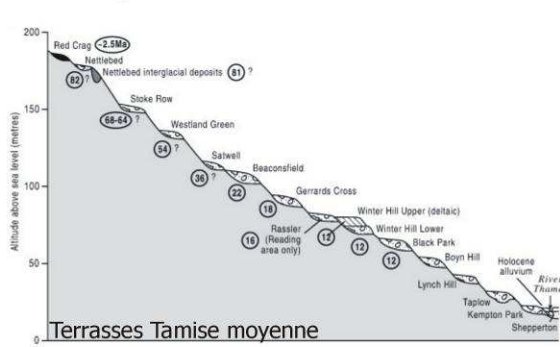 200
Red Crag ~2.5Ma
Nettlebed
82 ?
Nettlebed interglacial deposits 81 ?
150
Stoke Row
68-64 ?
Westland Green
54 ?
Satwell
36 ?
Beaconsfield
22
100
Gerrards Cross
18
Winter Hill Upper (deltaic)
Rassler
(Reading
area only)
16
12
Winter Hill Lower
12
Black Park
12
50
Boyn Hill
Lynch Hill
Holocene
alluvium
River
Tham
Taplow
Kempton Park
Shepperton
0
Altitude above sea level (metres)
Terrasses Tamise moyenne